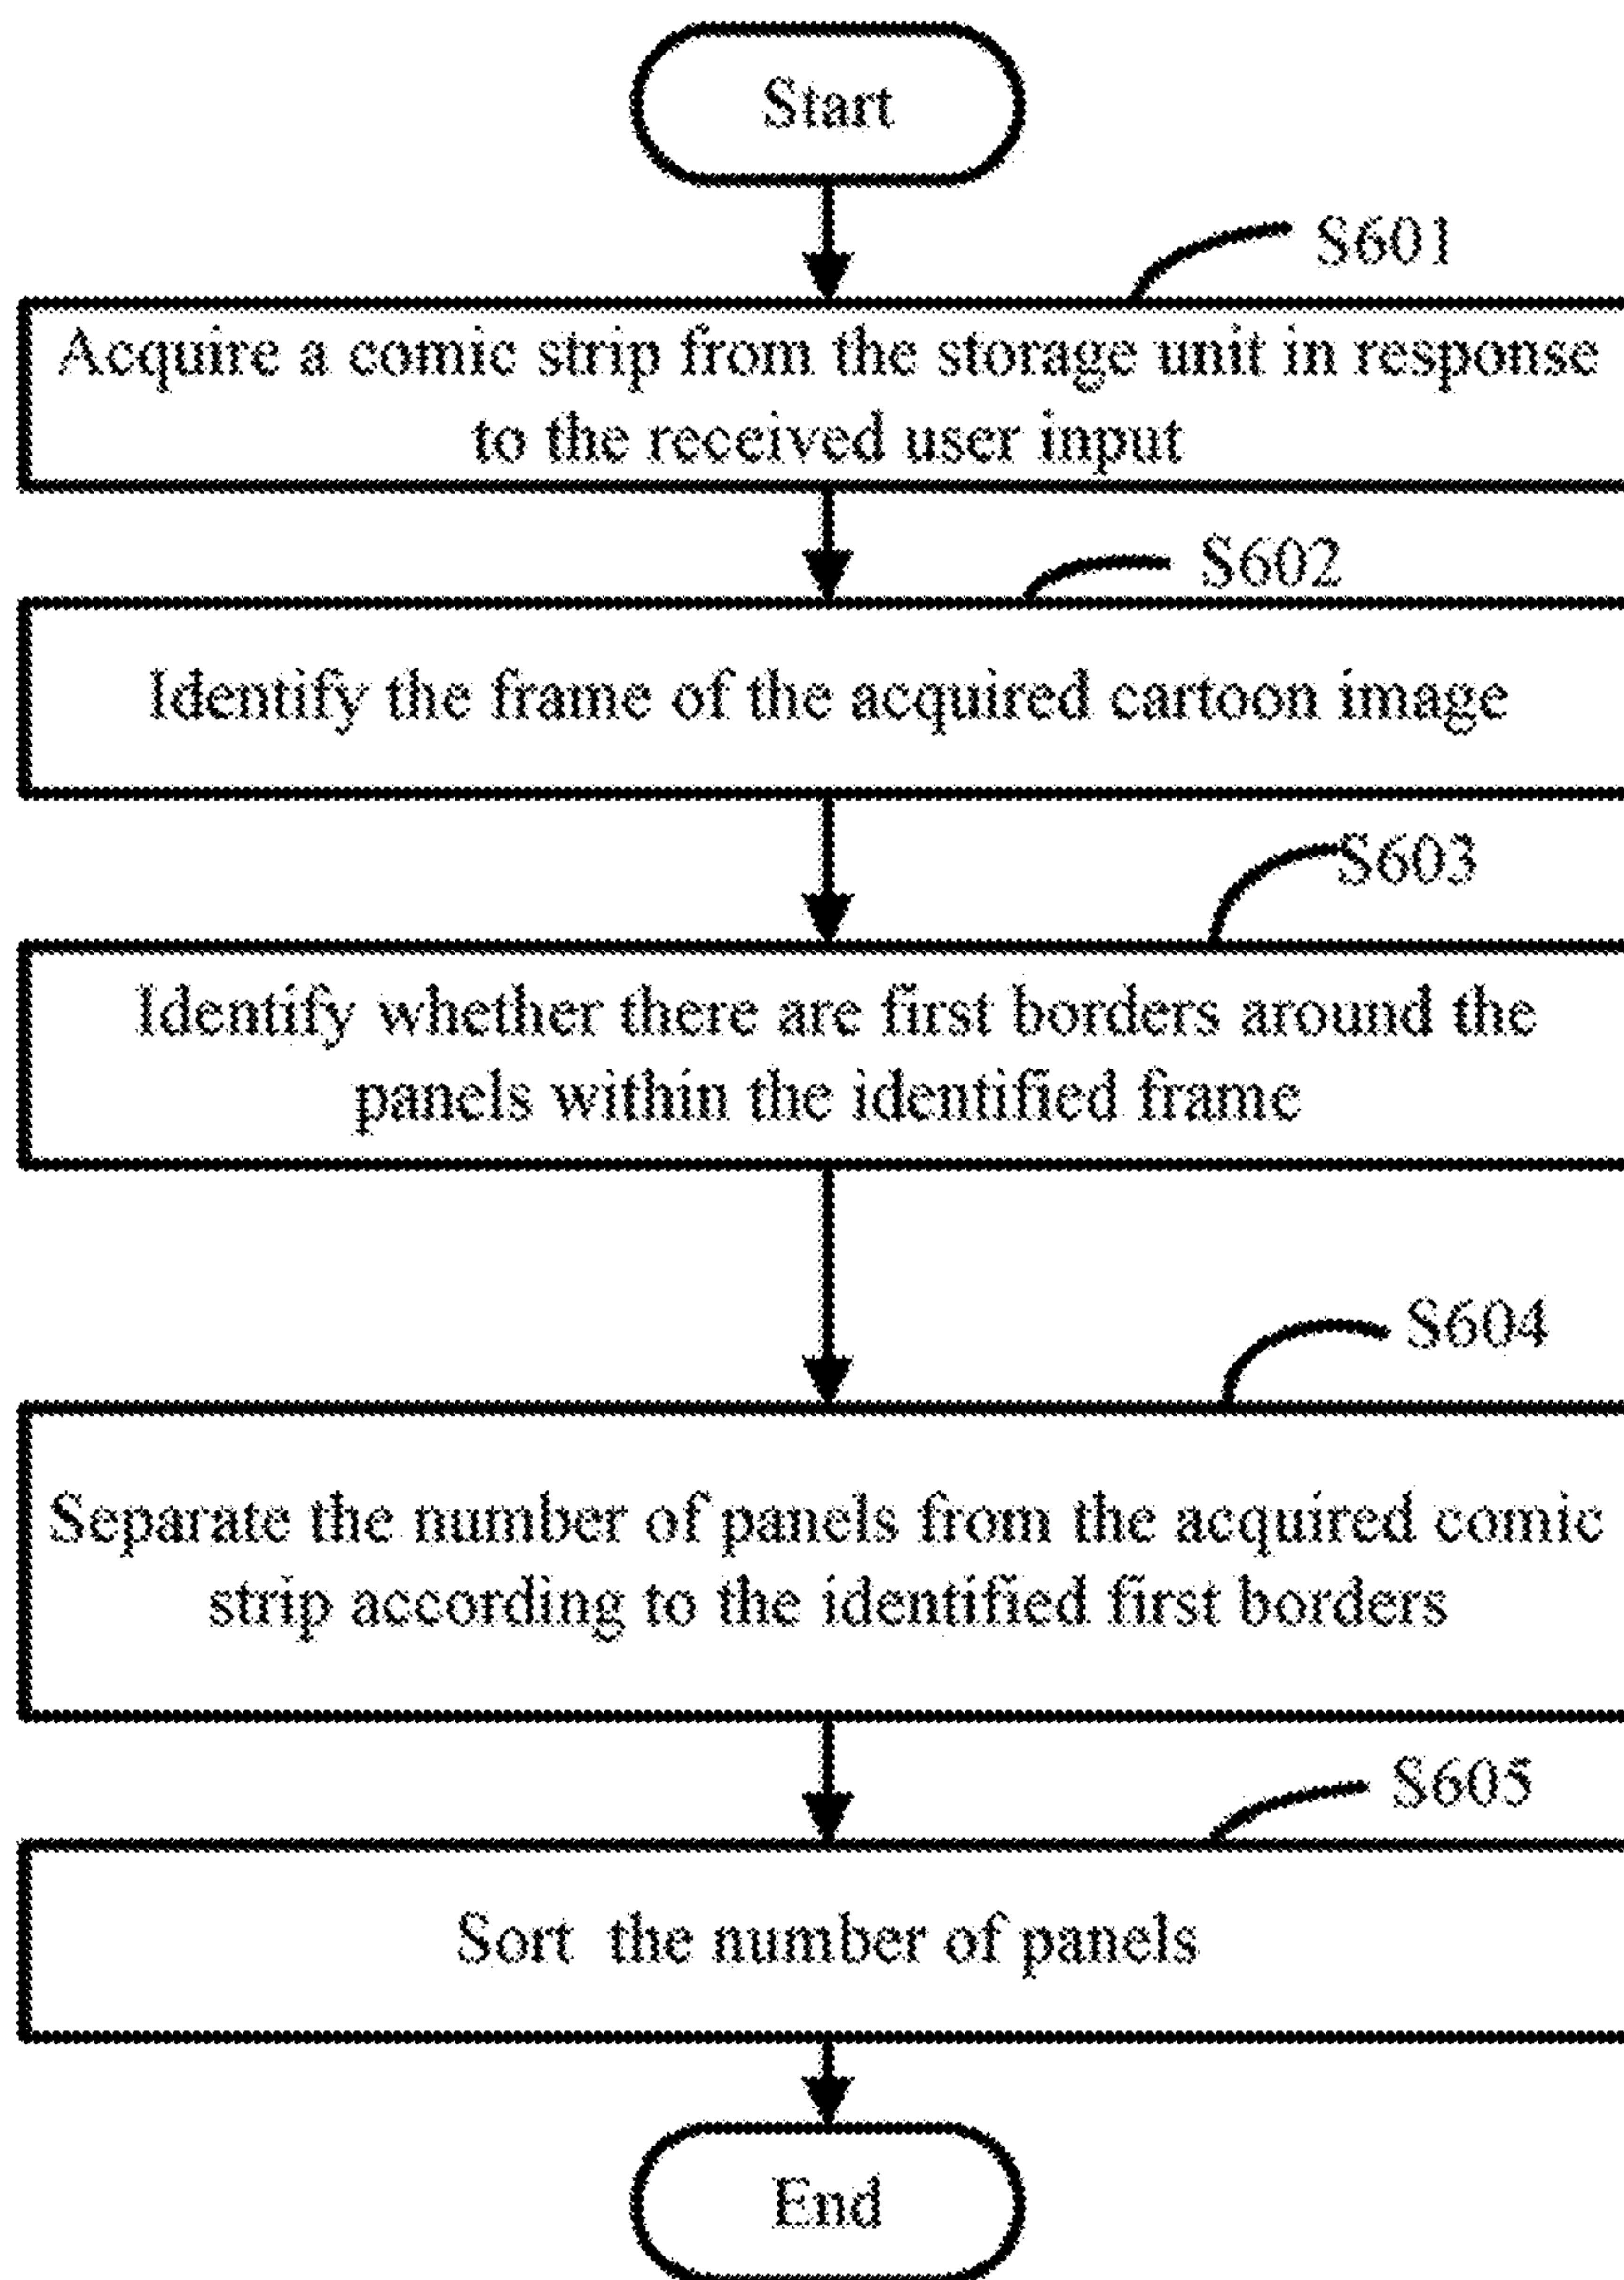 Start
S601
Acquire a comic strip from the storage unit in response
to the received user input
S602
Identify the frame of the acquired cartoon image
S603
Identify whether there are first borders around the
panels within the identified frame
S604
Separate the number of panels from the acquired comic
strip according to the identified first borders
S605
Sort the number of panels
End